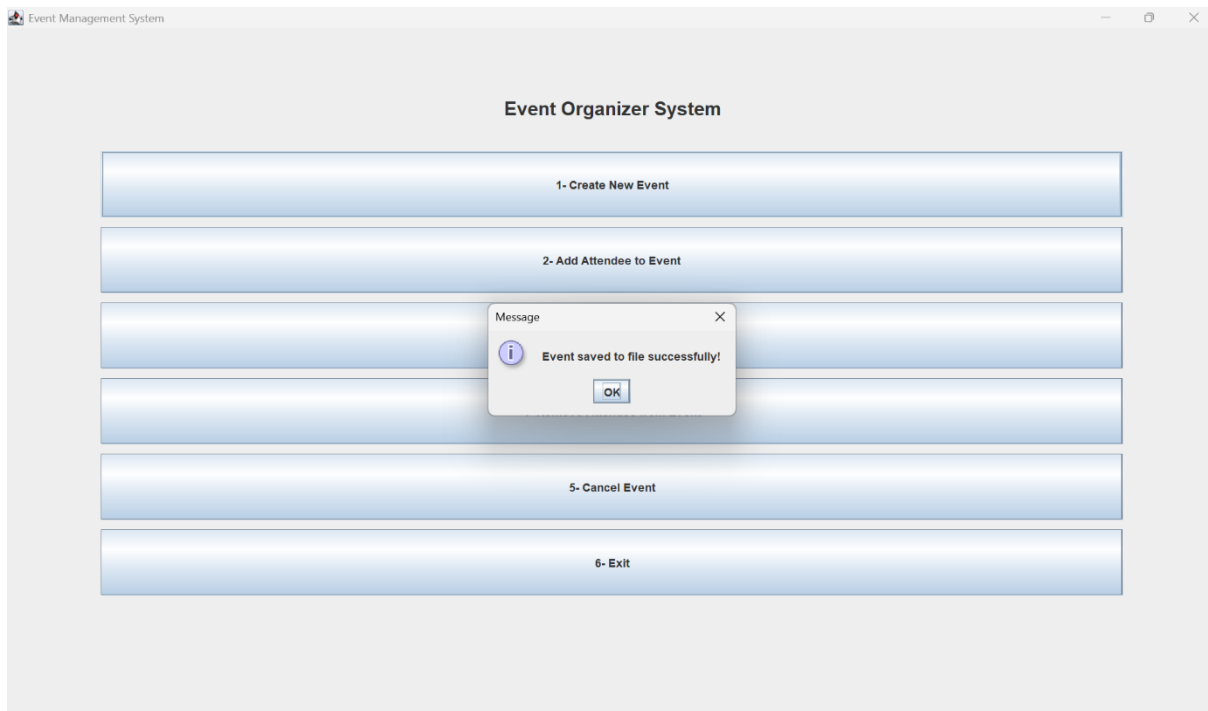 Event Management System
Event Organizer System
1- Create New Event
2- Add Attendee to Event
Message
Event saved to file successfully!
OK
5- Cancel Event
6- Exit